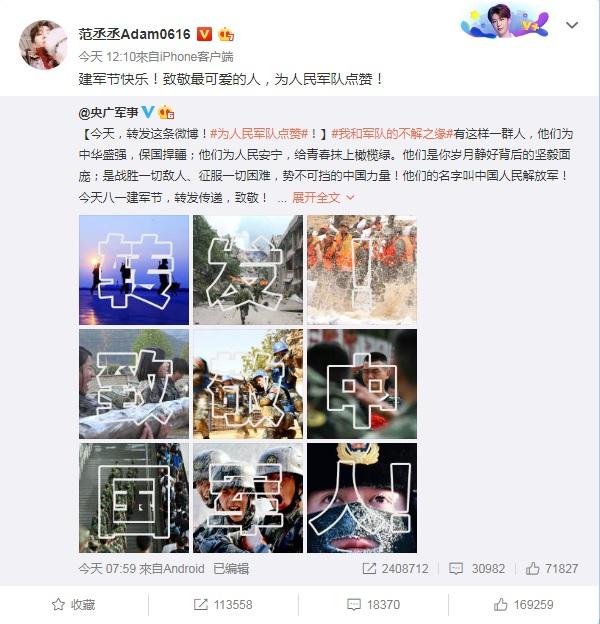 范丞丞Adam0616
今天 12:10來自iPhone客户端
建军节快乐！致敬最可爱的人，为人民军队点赞！
@央广军事
【今天，转发这条微博！#为人民军队点赞#！】#我和军队的不解之缘#有这样一群人，他们为
中华盛强，保国捍疆；他们为人民安宁，给青春抹上橄榄绿。他们是你岁月静好背后的坚毅面
庞；是战胜一切敌人、征服一切困难，势不可挡的中国力量！他们的名字叫中国人民解放军！
今天八一建军节，转发传递，致敬！ ... 展开全文
转 发 ！
致 敬 中
国 军 人！
今天 07:59 來自Android 已编辑 2408712 30982 71827
收藏 113558 18370 169259